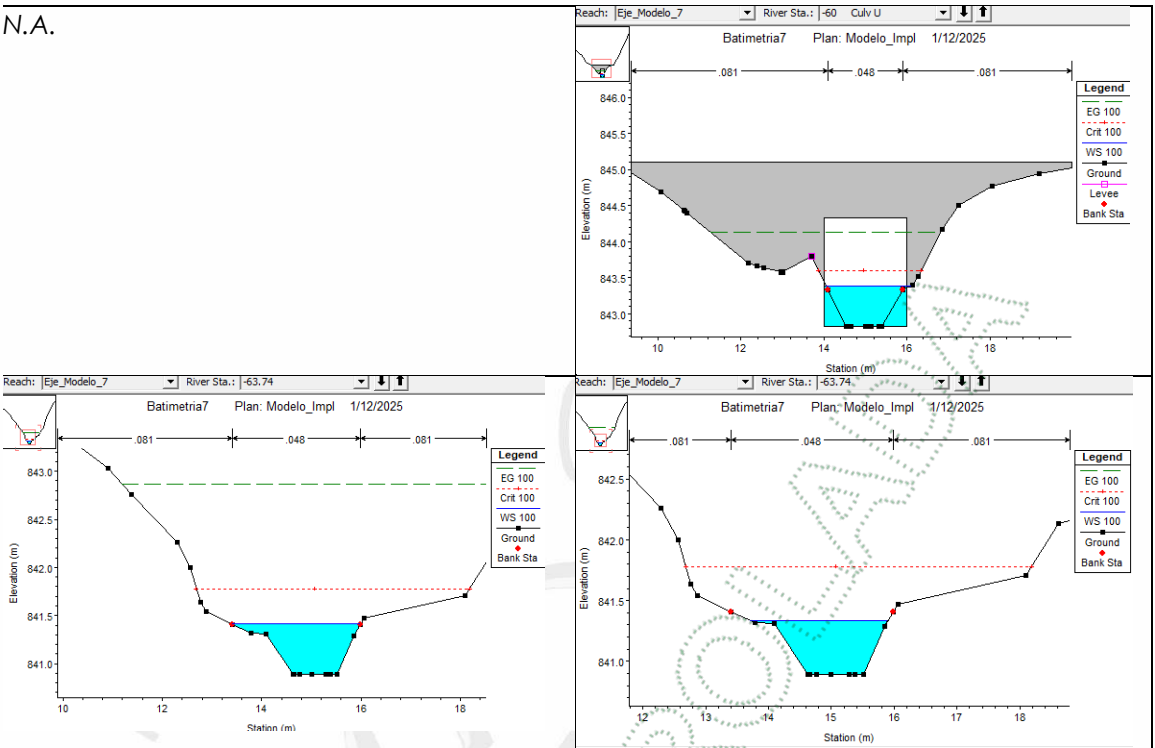 N.A.
Reach: Eje_Modelo_7 River Sta.: -60 Culv U
Batimetria7 Plan: Modelo_Impl 1/12/2025
.081 .048 .081
Legend
EG 100
Crit 100
WS 100
Ground
Levee
Bank Sta
846.0
845.5
845.0
844.5
844.0
843.5
843.0
Elevation (m)
10 12 14 16 18
Station (m)
Reach: Eje_Modelo_7 River Sta.: -63.74
Batimetria7 Plan: Modelo_Impl 1/12/2025
.081 .048 .081
Legend
EG 100
Crit 100
WS 100
Ground
Bank Sta
843.0
842.5
842.0
841.5
841.0
Elevation (m)
10 12 14 16 18
Station (m)
Reach: Eje_Modelo_7 River Sta.: -63.74
Batimetria7 Plan: Modelo_Impl 1/12/2025
.081 .048 .081
Legend
EG 100
Crit 100
WS 100
Ground
Bank Sta
842.5
842.0
841.5
841.0
Elevation (m)
12 13 14 15 16 17 18
Station (m)